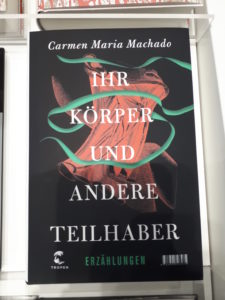 Carmen Maria Machado
IHR
KÖRPER
UND
ANDERE
TEILHABER
ERZÄHLUNGEN
TROPEN